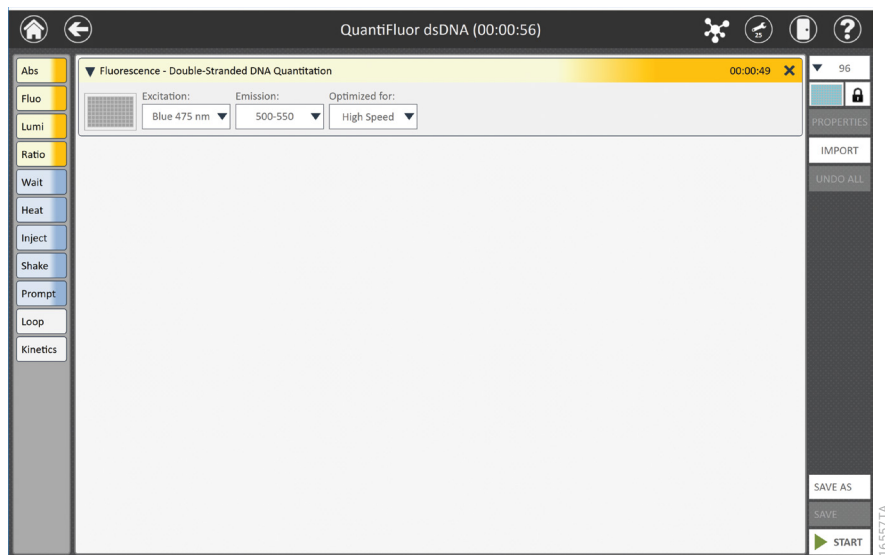 QuantiFluor dsDNA (00:00:56)
25
?
Abs
Fluo
Lumi
Ratio
Wait
Heat
Inject
Shake
Prompt
Loop
Kinetics
Fluorescence - Double-Stranded DNA Quantitation 00:00:49
Excitation: Emission: Optimized for:
Blue 475 nm 500-550 High Speed
96
PROPERTIES
IMPORT
UNDO ALL
SAVE AS
SAVE
START